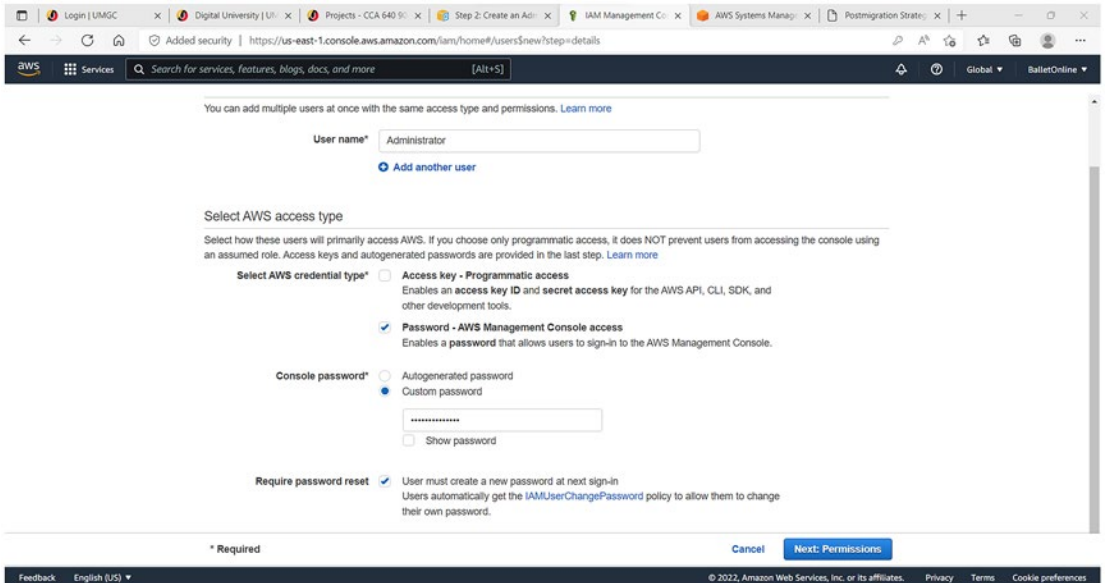 Login | UMGC
Digital University | UM
Projects - CCA 640 90
Step 2: Create an Adm
IAM Management Co
AWS Systems Manage
Postmigration Strateg
Added security | https://us-east-1.console.aws.amazon.com/iam/home#/users$new?step=details
aws Services Search for services, features, blogs, docs, and more [Alt+S] Global BalletOnline
You can add multiple users at once with the same access type and permissions. Learn more
User name* Administrator
Add another user
Select AWS access type
Select how these users will primarily access AWS. If you choose only programmatic access, it does NOT prevent users from accessing the console using
an assumed role. Access keys and autogenerated passwords are provided in the last step. Learn more
Select AWS credential type* Access key - Programmatic access
Enables an access key ID and secret access key for the AWS API, CLI, SDK, and
other development tools.
Password - AWS Management Console access
Enables a password that allows users to sign-in to the AWS Management Console.
Console password* Autogenerated password
Custom password
••••••••••••••
Show password
Require password reset User must create a new password at next sign-in
Users automatically get the IAMUserChangePassword policy to allow them to change
their own password.
* Required Cancel Next: Permissions
Feedback English (US) © 2022, Amazon Web Services, Inc. or its affiliates. Privacy Terms Cookie preferences